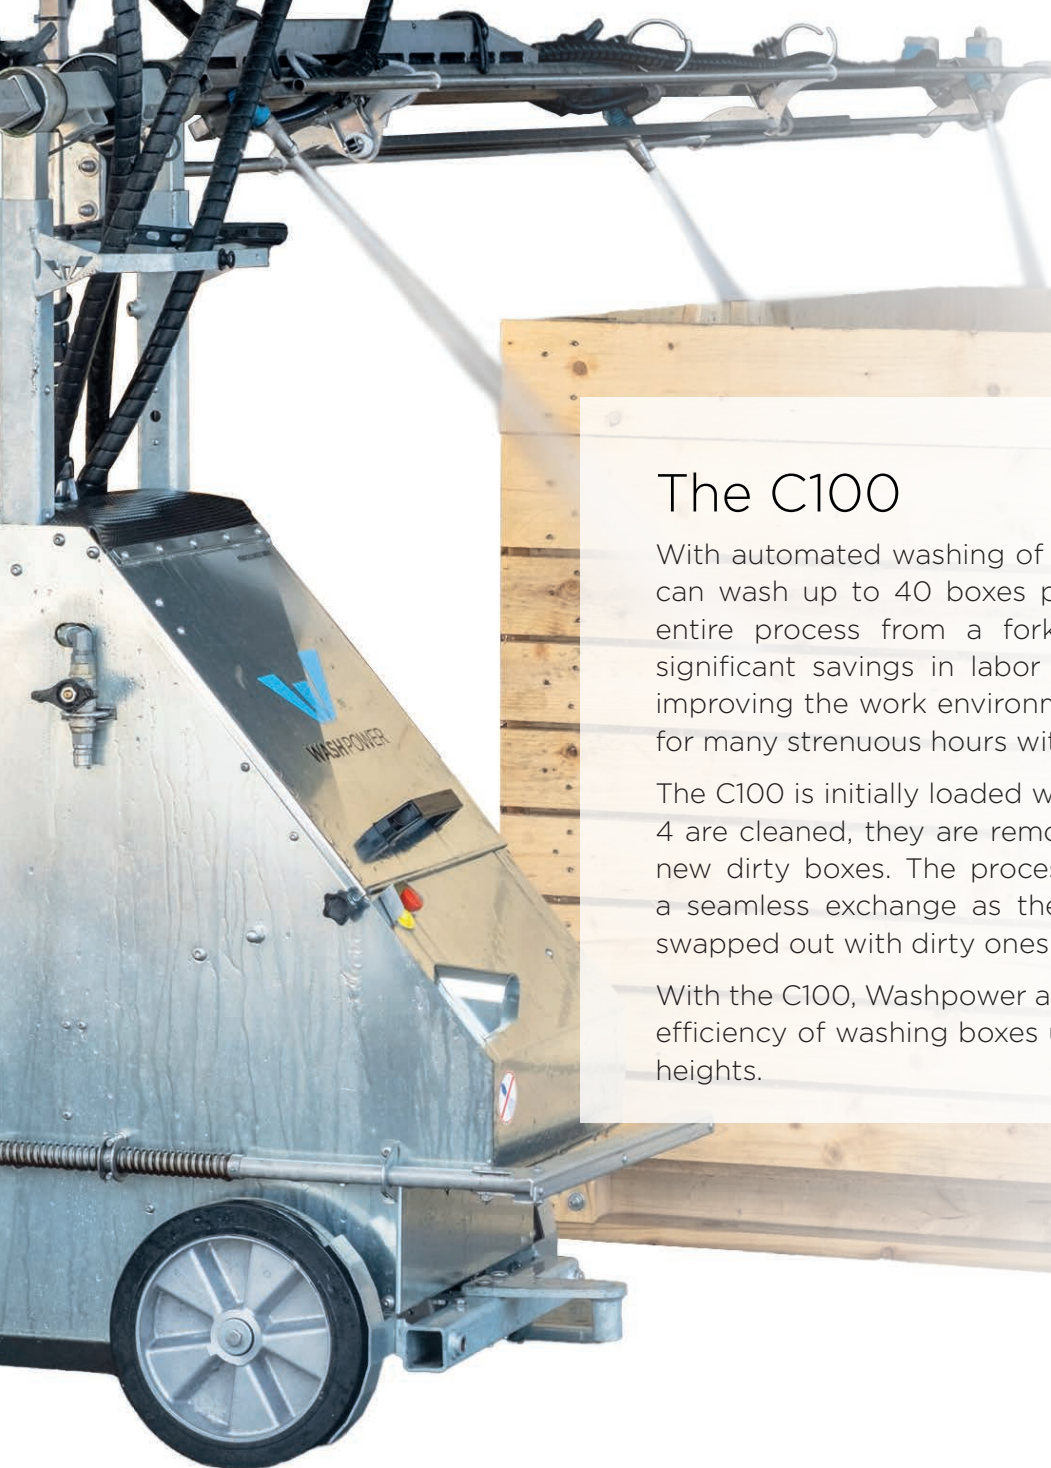 WASHPOWER
The C100
With automated washing of
can wash up to 40 boxes p
entire process from a fork
significant savings in labor
improving the work environm
for many strenuous hours wit
The C100 is initially loaded w
4 are cleaned, they are remo
new dirty boxes. The proces
a seamless exchange as the
swapped out with dirty ones
With the C100, Washpower a
efficiency of washing boxes u
heights.